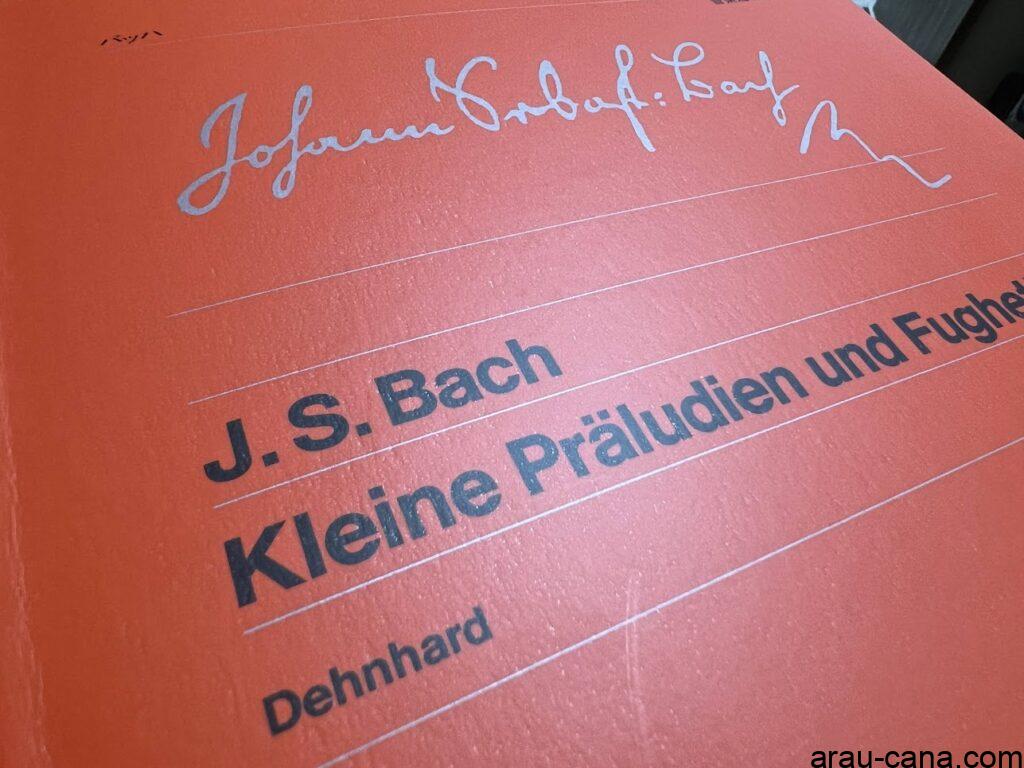 バッハ
Johann Sebast: Bach
J. S. Bach
Kleine Präludien und Fughet
Dehnhard
arau-cana.com